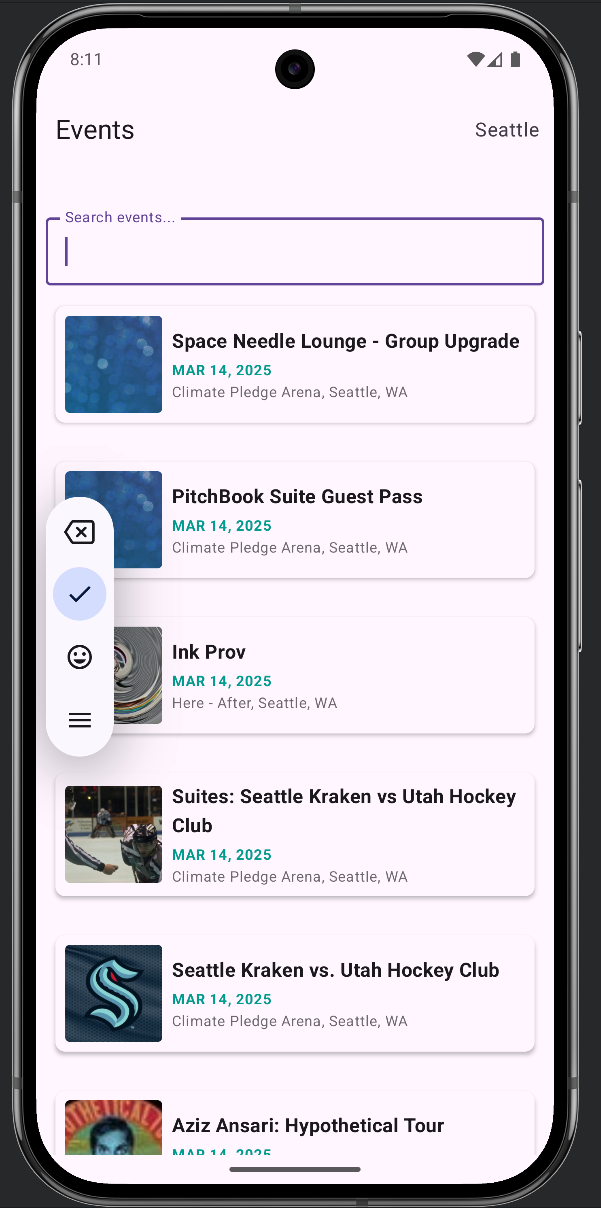 8:11
Events
Seattle
Search events...
Space Needle Lounge - Group Upgrade
MAR 14, 2025
Climate Pledge Arena, Seattle, WA
PitchBook Suite Guest Pass
MAR 14, 2025
Climate Pledge Arena, Seattle, WA
Ink Prov
MAR 14, 2025
Here - After, Seattle, WA
Suites: Seattle Kraken vs Utah Hockey
Club
MAR 14, 2025
Climate Pledge Arena, Seattle, WA
Seattle Kraken vs. Utah Hockey Club
MAR 14, 2025
Climate Pledge Arena, Seattle, WA
Aziz Ansari: Hypothetical Tour
MAR 14, 2025